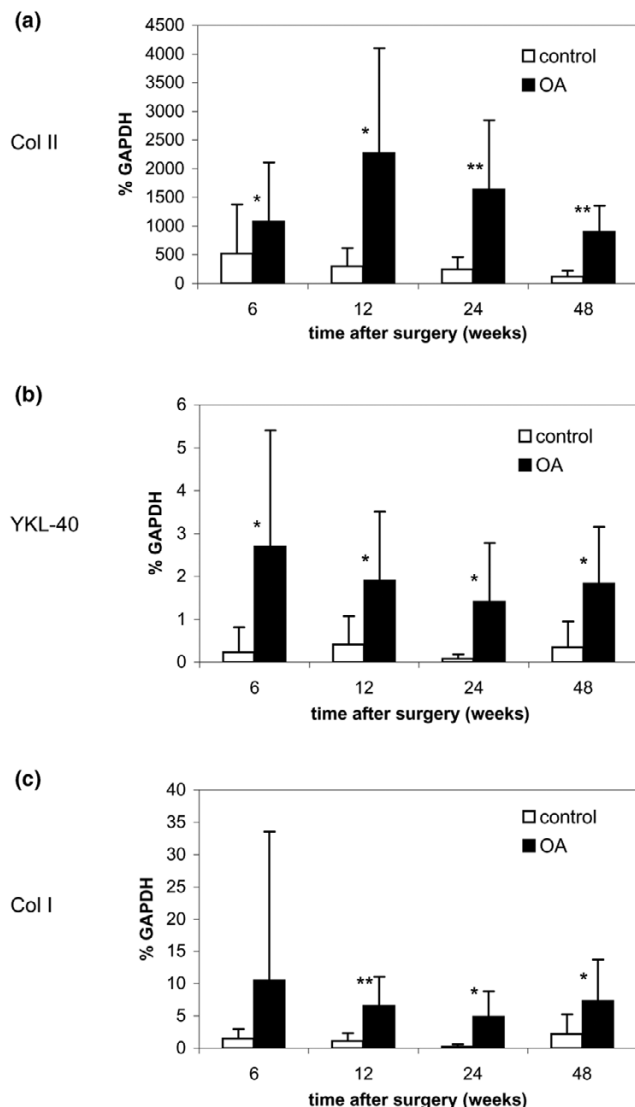 (a)
Col II
% GAPDH
4500
4000
3500
3000
2500
2000
1500
1000
500
0
control
OA
*
*
**
**
6 12 24 48
time after surgery (weeks)
(b)
YKL-40
% GAPDH
6
5
4
3
2
1
0
control
OA
*
*
*
*
6 12 24 48
time after surgery (weeks)
(c)
Col I
% GAPDH
40
35
30
25
20
15
10
5
0
control
OA
**
*
*
6 12 24 48
time after surgery (weeks)